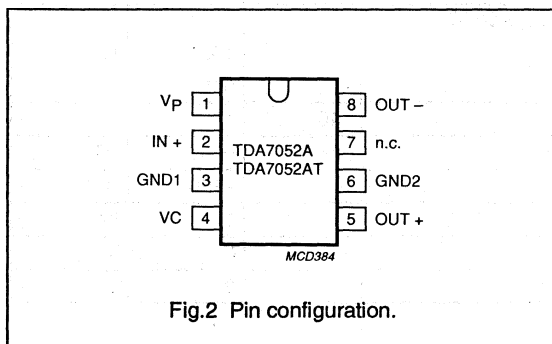 VP 1 8 OUT –
IN + 2 7 n.c.
TDA7052A
TDA7052AT
GND1 3 6 GND2
VC 4 5 OUT +
MCD384
Fig.2 Pin configuration.